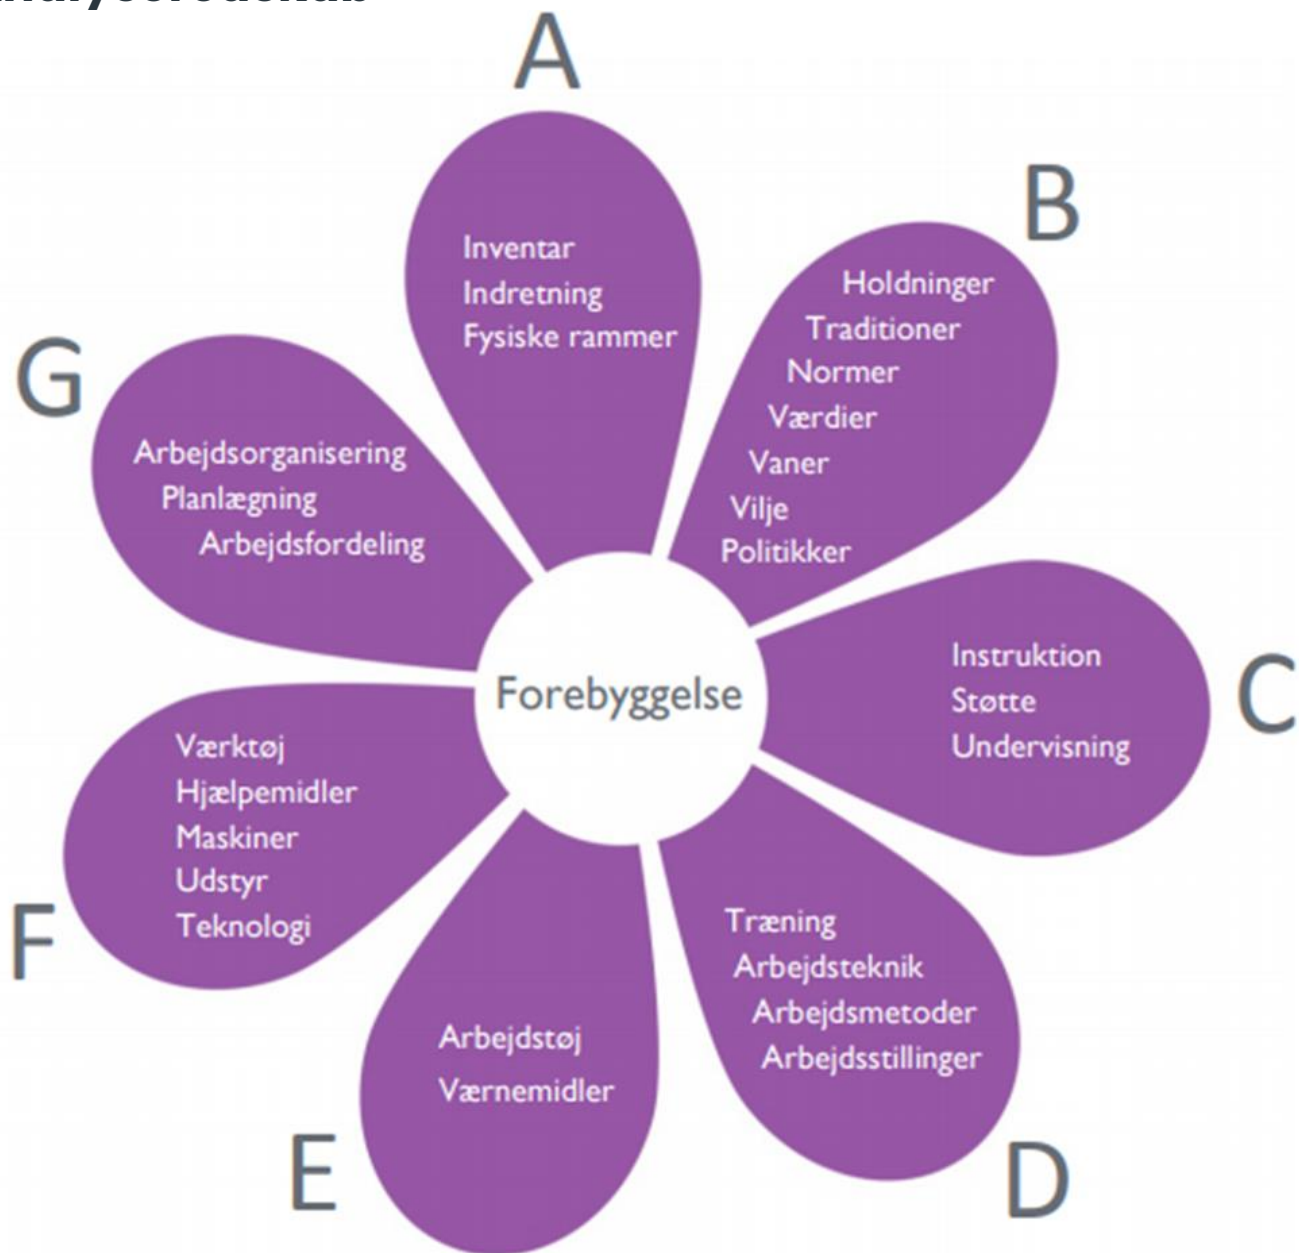 A
Inventar
Indretning
Fysiske rammer
B
Holdninger
Traditioner
Normer
Værdier
Vaner
Vilje
Politikker
C
Instruktion
Støtte
Undervisning
D
Træning
Arbejdsteknik
Arbejdsmetoder
Arbejdsstillinger
E
Arbejdstøj
Værnemidler
F
Værktøj
Hjælpemidler
Maskiner
Udstyr
Teknologi
G
Arbejdsorganisering
Planlægning
Arbejdsfordeling
Forebyggelse